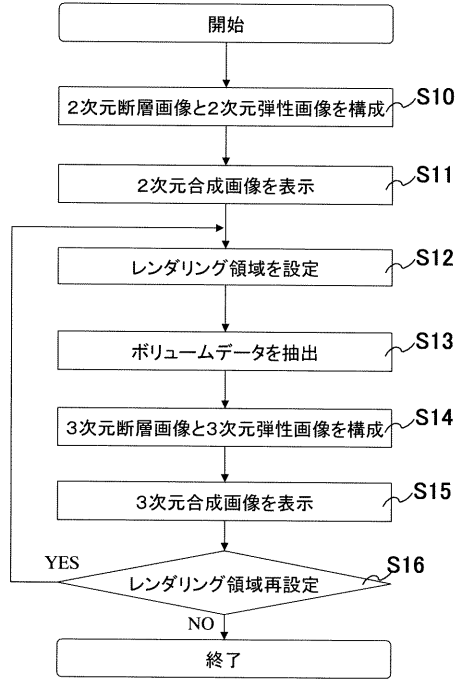 開始
2次元断層画像と2次元弾性画像を構成 S10
2次元合成画像を表示 S11
レンダリング領域を設定 S12
ボリュームデータを抽出 S13
3次元断層画像と3次元弾性画像を構成 S14
3次元合成画像を表示 S15
YES
レンダリング領域再設定 S16
NO
終了